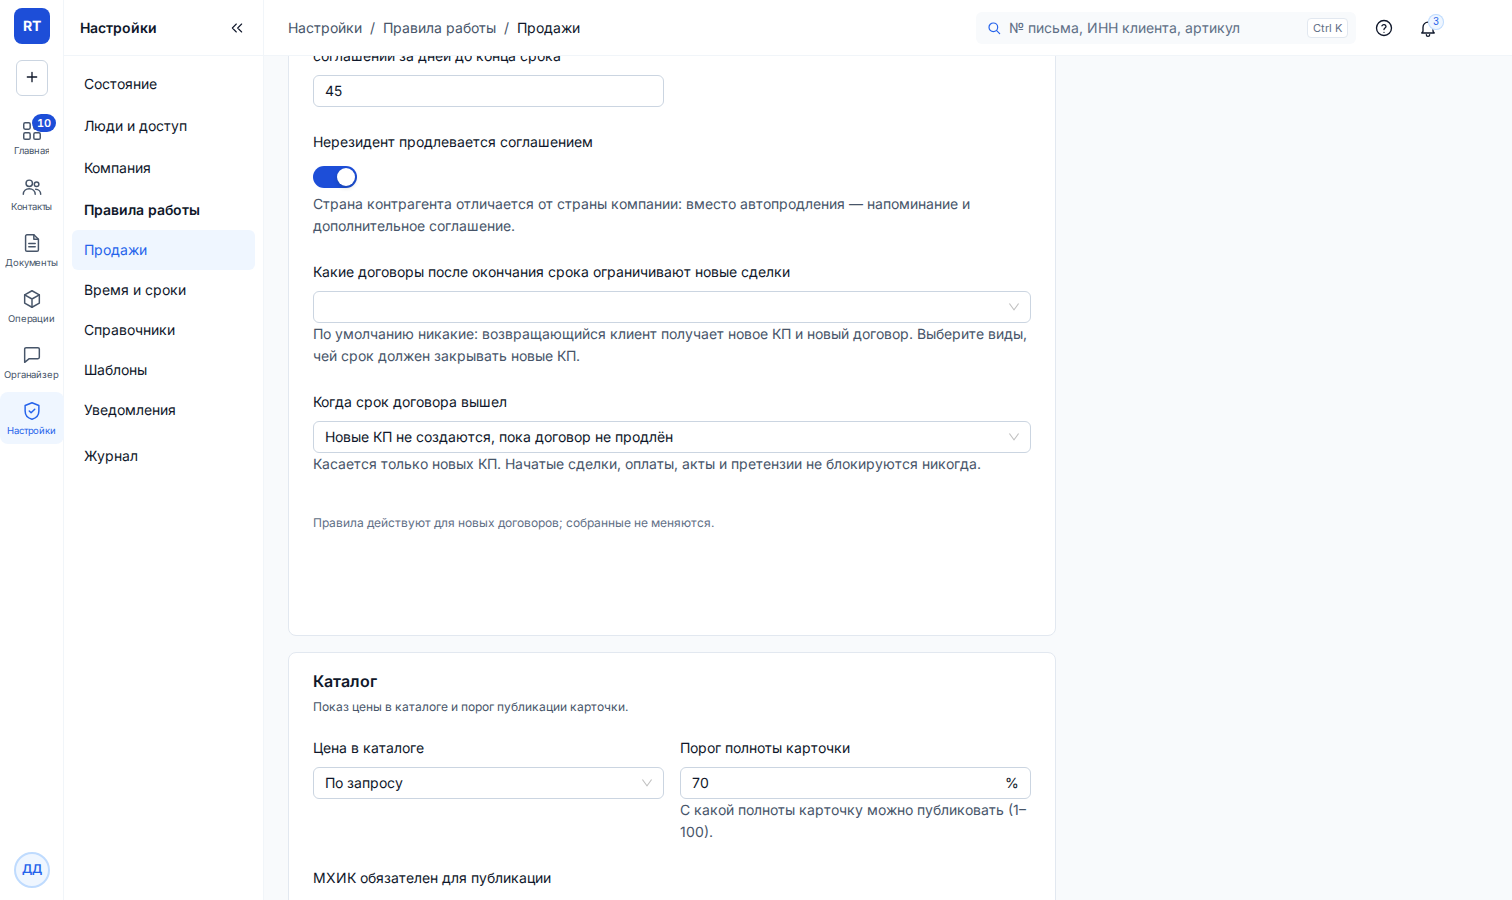 RT
Настройки
Настройки / Правила работы / Продажи
№ письма, ИНН клиента, артикул
Ctrl K
3
соглашений за дней до конца срока
45
Состояние
Люди и доступ
Компания
Правила работы
Продажи
Время и сроки
Справочники
Шаблоны
Уведомления
Журнал
10
Главная
Контакты
Документы
Операции
Органайзер
Настройки
ДД
Нерезидент продлевается соглашением
Страна контрагента отличается от страны компании: вместо автопродления — напоминание и
дополнительное соглашение.
Какие договоры после окончания срока ограничивают новые сделки
По умолчанию никакие: возвращающийся клиент получает новое КП и новый договор. Выберите виды,
чей срок должен закрывать новые КП.
Когда срок договора вышел
Новые КП не создаются, пока договор не продлён
Касается только новых КП. Начатые сделки, оплаты, акты и претензии не блокируются никогда.
Правила действуют для новых договоров; собранные не меняются.
Каталог
Показ цены в каталоге и порог публикации карточки.
Цена в каталоге
По запросу
Порог полноты карточки
70 %
С какой полноты карточку можно публиковать (1–
100).
МХИК обязателен для публикации